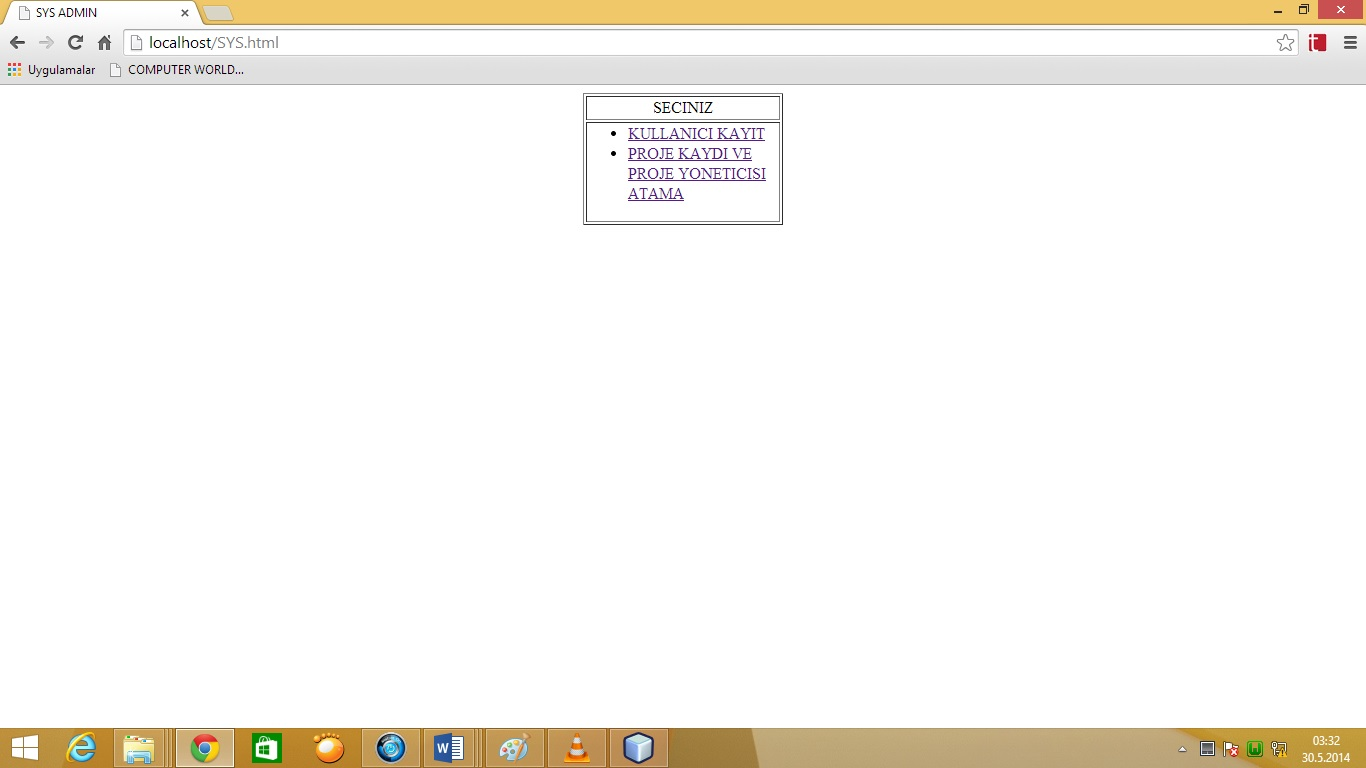 SYS ADMIN
localhost/SYS.html
Uygulamalar COMPUTER WORLD...
SECINIZ
KULLANICI KAYIT
PROJE KAYDI VE
PROJE YONETICISI
ATAMA
03:32
30.5.2014